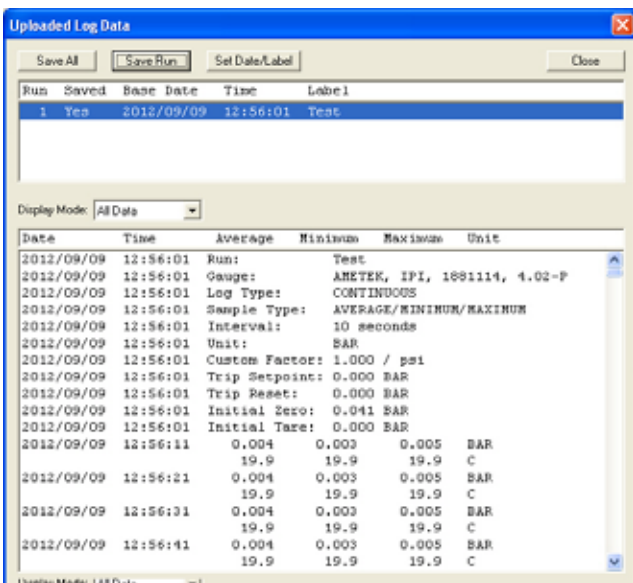 Uploaded Log Data
Save All Save Run Set Date/Label Close
Run Saved Base Date Time Label
1 Yes 2012/09/09 12:56:01 Test
Display Mode: All Data
Date Time Average Minimum Maximum Unit
2012/09/09 12:56:01 Run: Test
2012/09/09 12:56:01 Gauge: AMETEK, IPI, 1881114, 4.02-P
2012/09/09 12:56:01 Log Type: CONTINUOUS
2012/09/09 12:56:01 Sample Type: AVERAGE/MINIMUM/MAXIMUM
2012/09/09 12:56:01 Interval: 10 seconds
2012/09/09 12:56:01 Unit: BAR
2012/09/09 12:56:01 Custom Factor: 1.000 / psi
2012/09/09 12:56:01 Trip Setpoint: 0.000 BAR
2012/09/09 12:56:01 Trip Reset: 0.000 BAR
2012/09/09 12:56:01 Initial Zero: 0.041 BAR
2012/09/09 12:56:01 Initial Tare: 0.000 BAR
2012/09/09 12:56:11 0.004 0.003 0.005 BAR
19.9 19.9 19.9 C
2012/09/09 12:56:21 0.004 0.003 0.005 BAR
19.9 19.9 19.9 C
2012/09/09 12:56:31 0.004 0.003 0.005 BAR
19.9 19.9 19.9 C
2012/09/09 12:56:41 0.004 0.003 0.005 BAR
19.9 19.9 19.9 C
Display Mode: All Data